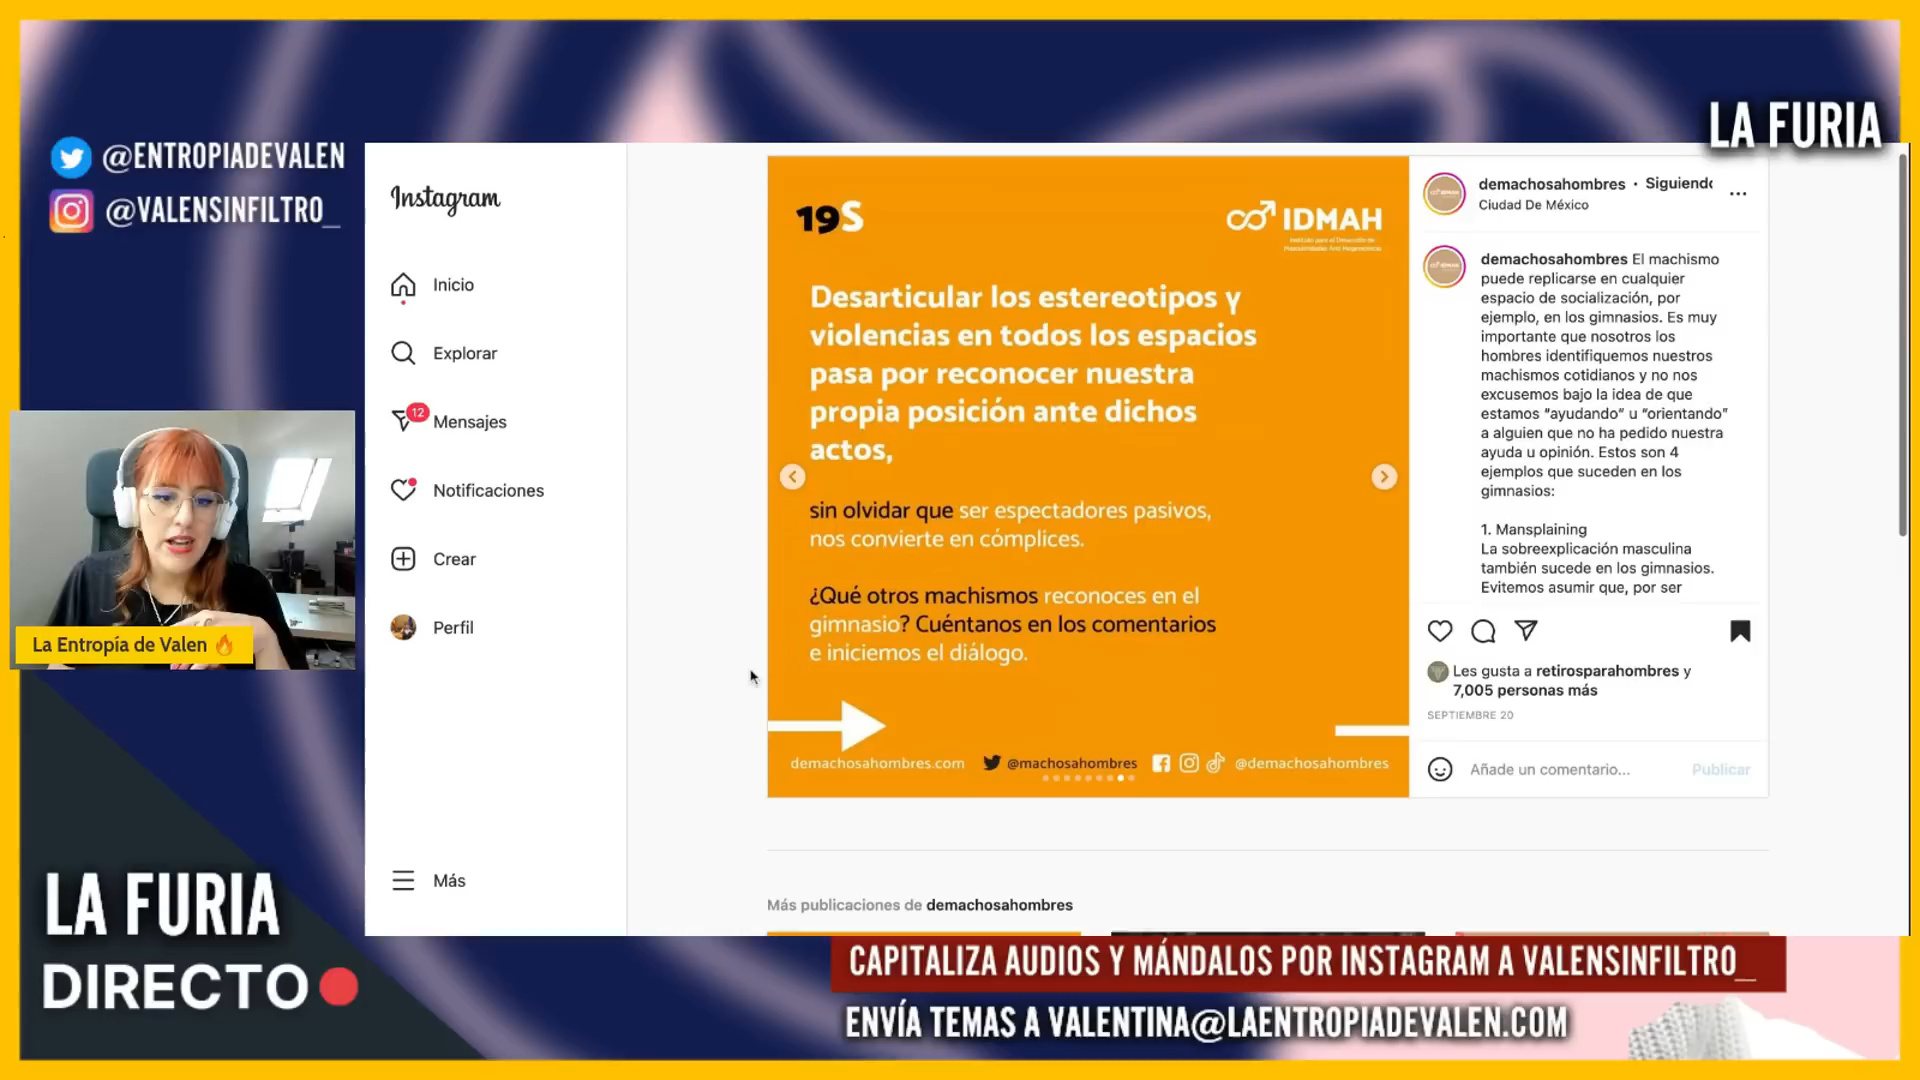 LA FURIA
@ENTROPIADEVALEN
@VALENSINFILTRO_
Instagram
Inicio
Explorar
12
Mensajes
Notificaciones
Crear
Perfil
Más
La Entropía de Valen 🔥
LA FURIA
DIRECTO
19S
IDMAH
Desarticular los estereotipos y
violencias en todos los espacios
pasa por reconocer nuestra
propia posición ante dichos
actos,
sin olvidar que ser espectadores pasivos,
nos convierte en cómplices.
¿Qué otros machismos reconoces en el
gimnasio? Cuéntanos en los comentarios
e iniciemos el diálogo.
demachosahombres.com
@machosahombres
@demachosahombres
demachosahombres • Siguiendo
Ciudad De México
demachosahombres El machismo
puede replicarse en cualquier
espacio de socialización, por
ejemplo, en los gimnasios. Es muy
importante que nosotros los
hombres identifiquemos nuestros
machismos cotidianos y no nos
excusemos bajo la idea de que
estamos “ayudando” u “orientando”
a alguien que no ha pedido nuestra
ayuda u opinión. Estos son 4
ejemplos que suceden en los
gimnasios:
1. Mansplaining
La sobreexplicación masculina
también sucede en los gimnasios.
Evitemos asumir que, por ser
Les gusta a retirosparahombres y
7,005 personas más
SEPTIEMBRE 20
Añade un comentario...
Publicar
Más publicaciones de demachosahombres
CAPITALIZA AUDIOS Y MÁNDALOS POR INSTAGRAM A VALENSINFILTRO_
ENVÍA TEMAS A VALENTINA@LAENTROPIADEVALEN.COM